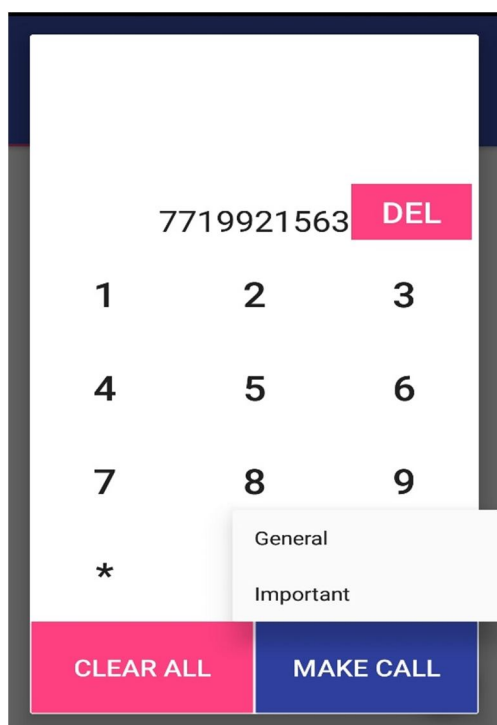 7719921563 DEL
1 2 3
4 5 6
7 8 9
General
*
Important
CLEAR ALL MAKE CALL